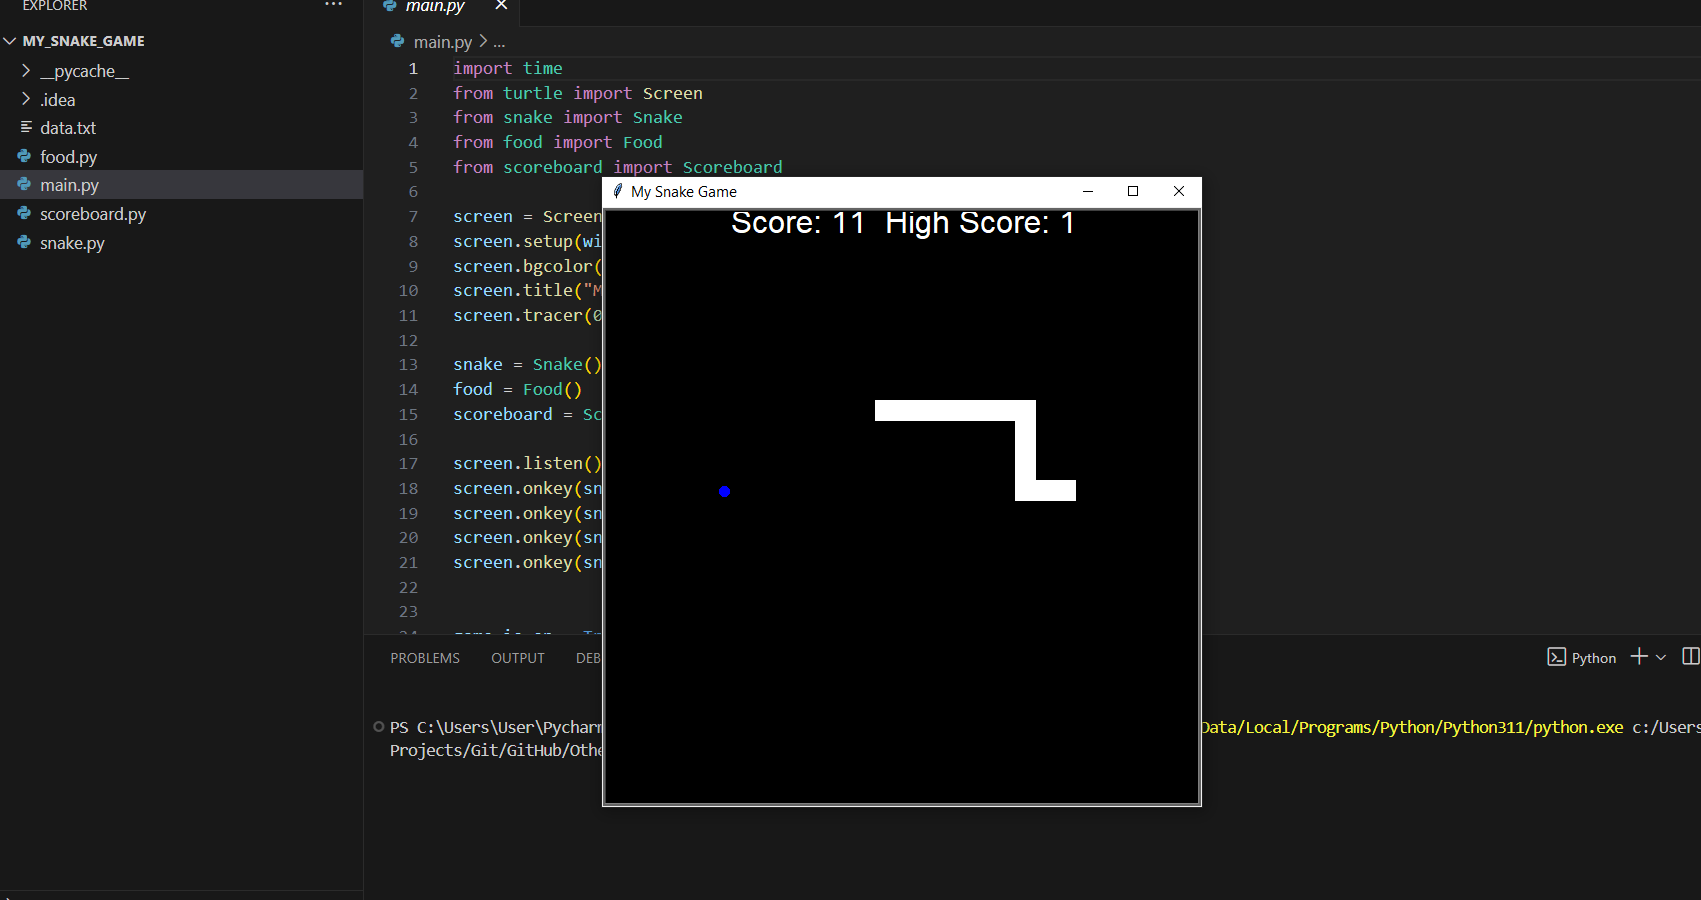 EXPLORER
...
main.py
MY_SNAKE_GAME
__pycache__
.idea
data.txt
food.py
main.py
scoreboard.py
snake.py
main.py > ...
1 import time
2 from turtle import Screen
3 from snake import Snake
4 from food import Food
5 from scoreboard import Scoreboard
6
7 screen = Screen
8 screen.setup(wi
9 screen.bgcolor(
10 screen.title("M
11 screen.tracer(0
12
13 snake = Snake()
14 food = Food()
15 scoreboard = Sc
16
17 screen.listen()
18 screen.onkey(sn
19 screen.onkey(sn
20 screen.onkey(sn
21 screen.onkey(sn
22
23
My Snake Game
Score: 11 High Score: 1
PROBLEMS OUTPUT DEB
Python
PS C:\Users\User\Pycharm
Data/Local/Programs/Python/Python311/python.exe c:/Users
Projects/Git/GitHub/Othe